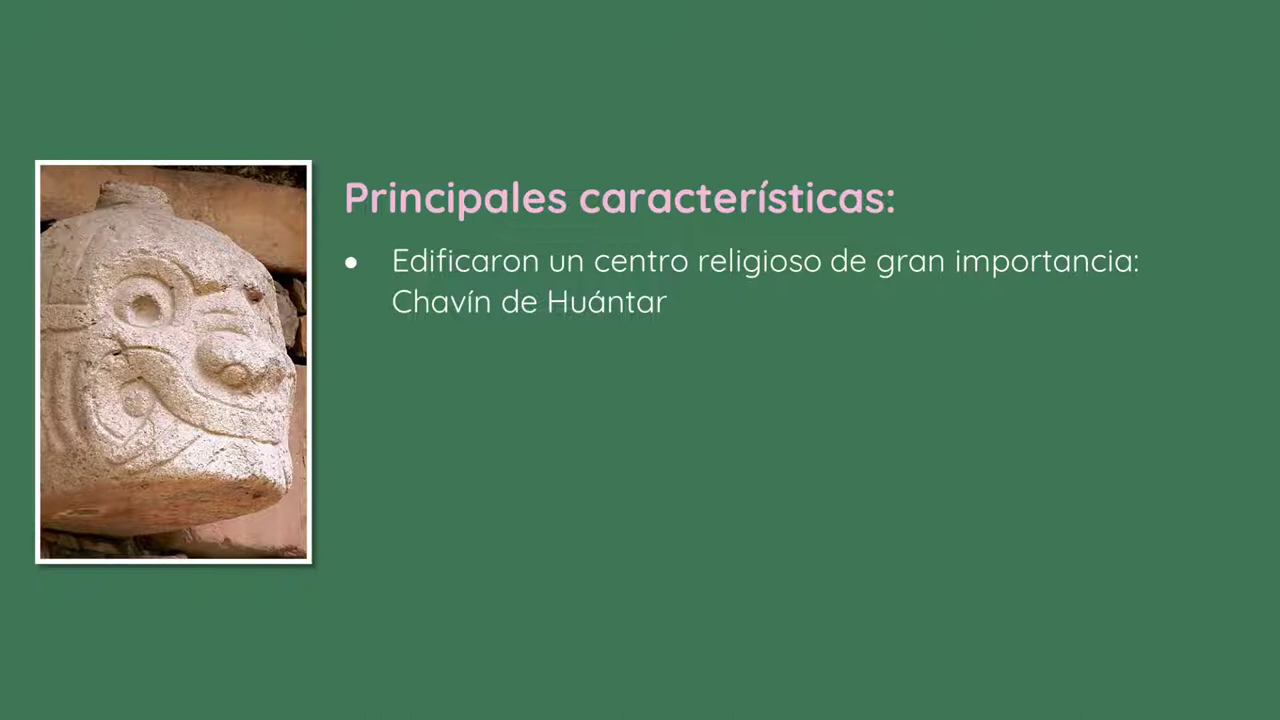 Principales características:
• Edificaron un centro religioso de gran importancia:
Chavín de Huántar